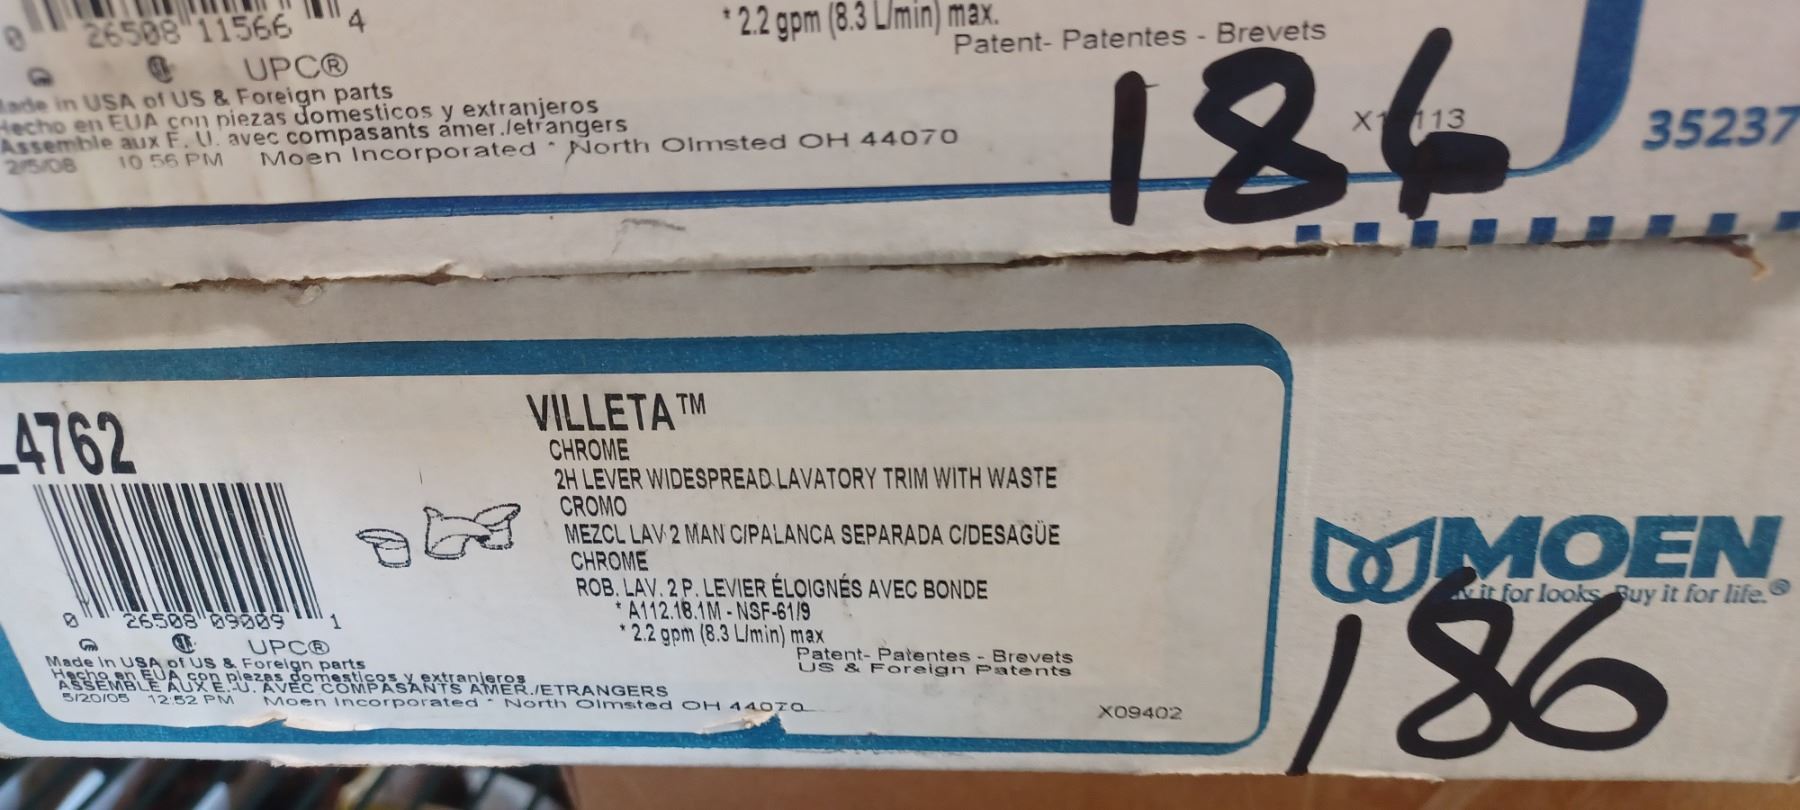 0 26508 11566 4
* 2.2 gpm (8.3 L/min) max.
Patent- Patentes - Brevets
UPC®
Made in USA of US & Foreign parts
Hecho en EUA con piezas domesticos y extranjeros
Assemble aux E. U. avec compasants amer./etrangers
2/5/08 10:56 PM Moen Incorporated * North Olmsted OH 44070
186
35237
4762
VILLETA™
CHROME
2H LEVER WIDESPREAD LAVATORY TRIM WITH WASTE
CROMO
MEZCL LAV 2 MAN C/PALANCA SEPARADA C/DESAGÜE
CHROME
ROB. LAV. 2 P. LEVIER ÉLOIGNÉS AVEC BONDE
* A112.18.1M - NSF-61/9
* 2.2 gpm (8.3 L/min) max
Patent- Patentes - Brevets
US & Foreign Patents
0 26508 09009 1
UPC®
Made in USA of US & Foreign parts
Hecho en EUA con piezas domesticos y extranjeros
ASSEMBLE AUX E.-U. AVEC COMPASANTS AMER./ETRANGERS
5/20/05 12:52 PM Moen Incorporated * North Olmsted OH 44070
X09402
MOEN
it for looks. Buy it for life.®
186